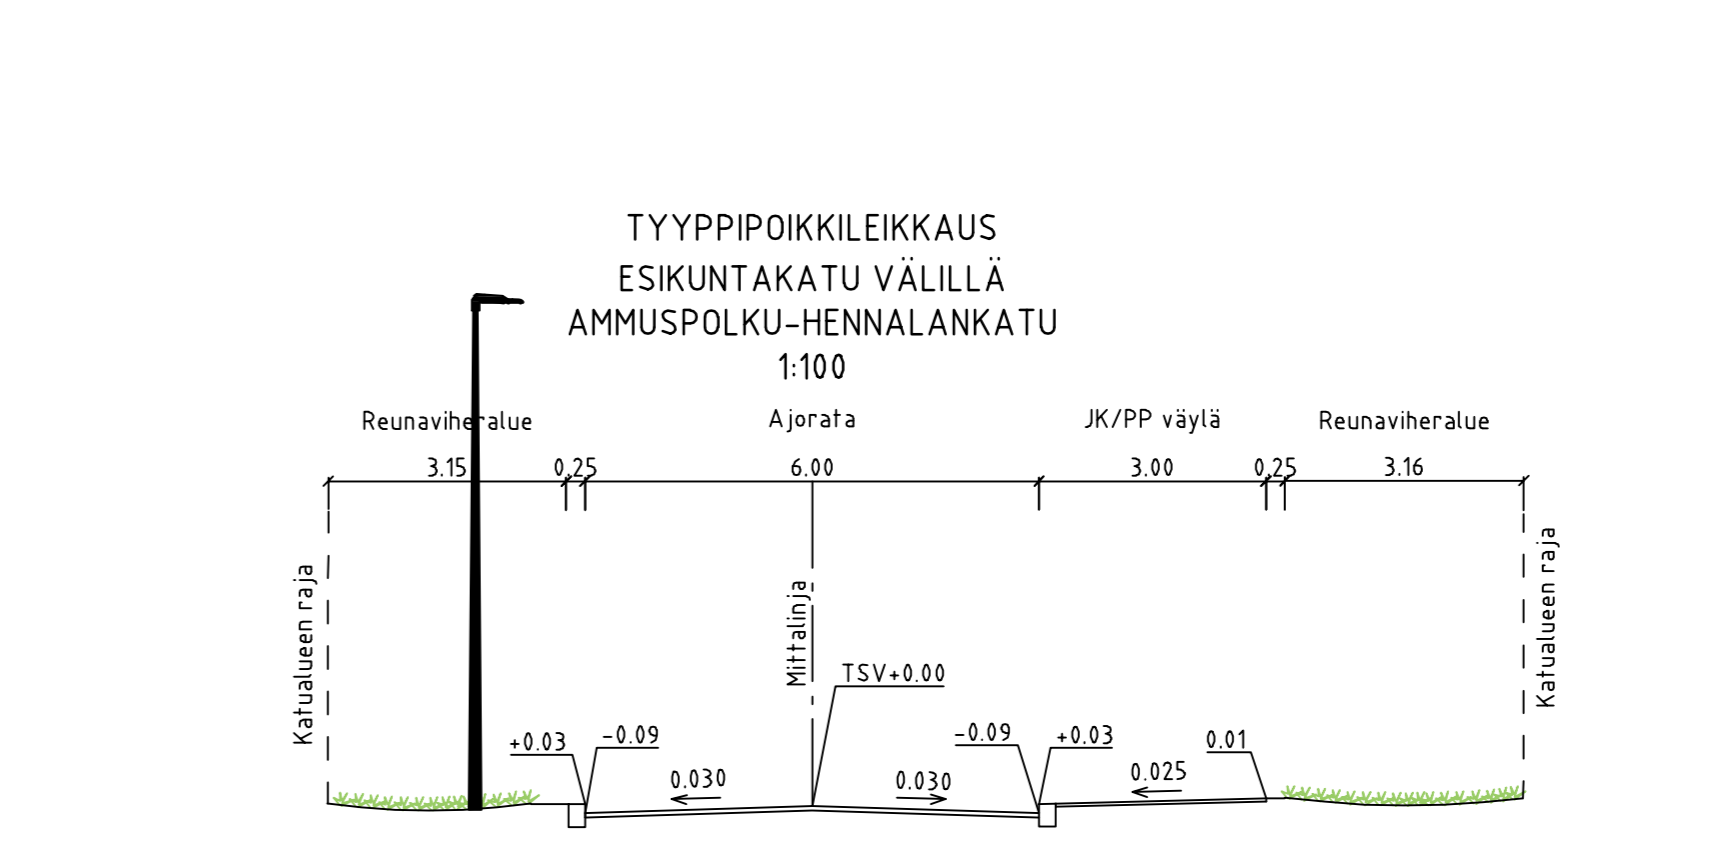 TYYPPIPOIKKILEIKKAUS
ESIKUNTAKATU VÄLILLÄ
AMMUSPOLKU-HENNALANKATU
1:100
Reunaviheralue
Ajorata
JK/PP väylä
Reunaviheralue
3.15
0.25
6.00
3.00
0.25
3.16
Katualueen raja
Mittalinja
Katualueen raja
TSV+0.00
+0.03
-0.09
-0.09
+0.03
0.01
0.030
0.030
0.025